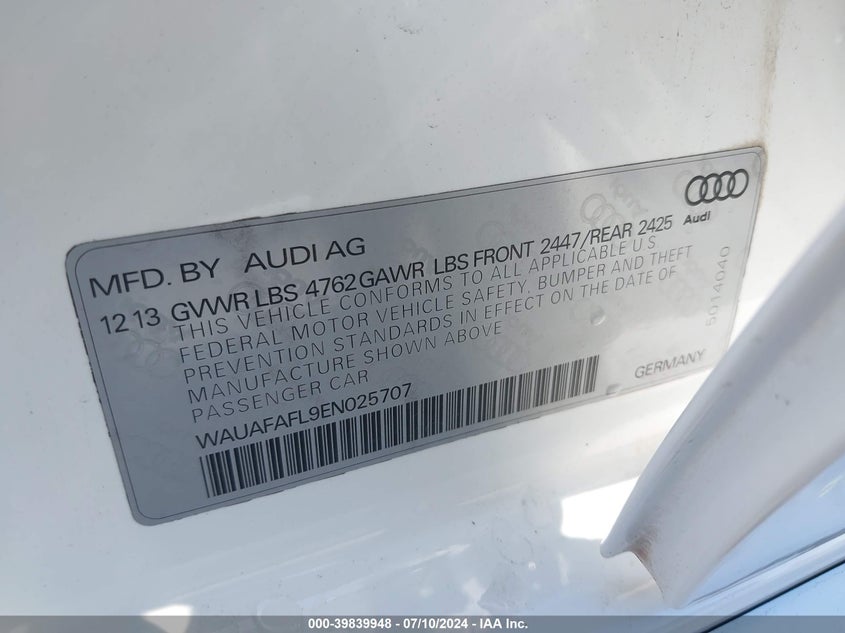 Audi
MFD. BY AUDI AG
12 13 GVWR LBS 4762 GAWR LBS FRONT 2447/REAR 2425
THIS VEHICLE CONFORMS TO ALL APPLICABLE U S
FEDERAL MOTOR VEHICLE SAFETY, BUMPER AND THEFT
PREVENTION STANDARDS IN EFFECT ON THE DATE OF
MANUFACTURE SHOWN ABOVE
PASSENGER CAR
WAUAFAFL9EN025707
GERMANY
5014040
000-39839948 - 07/10/2024 - IAA Inc.